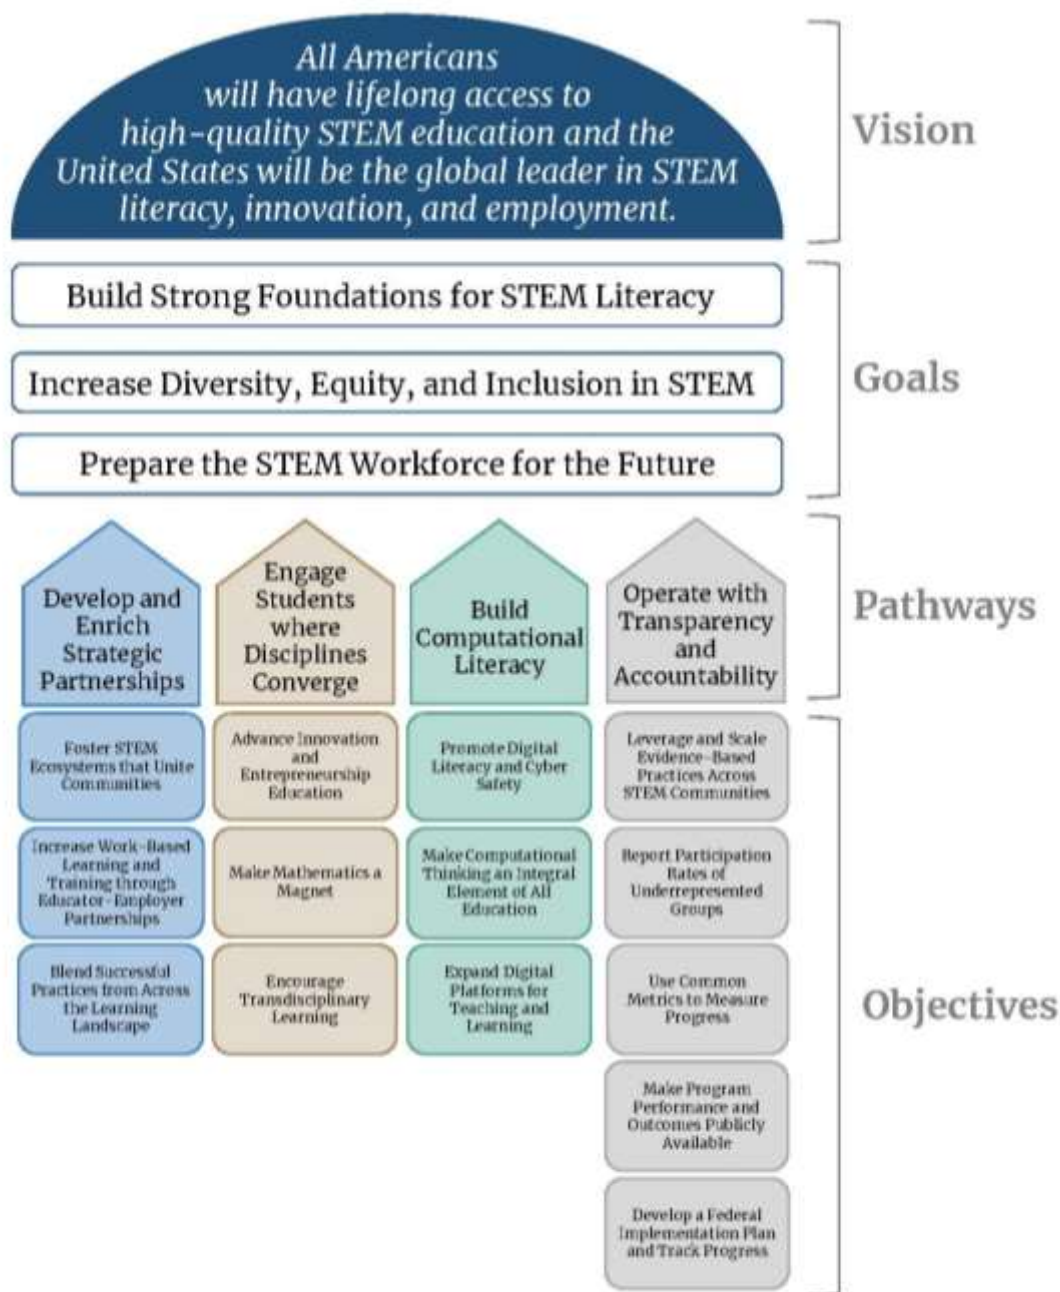 All Americans
will have lifelong access to
high-quality STEM education and the
United States will be the global leader in STEM
literacy, innovation, and employment.
Vision
Build Strong Foundations for STEM Literacy
Increase Diversity, Equity, and Inclusion in STEM
Prepare the STEM Workforce for the Future
Goals
Develop and
Enrich
Strategic
Partnerships
Engage
Students
where
Disciplines
Converge
Build
Computational
Literacy
Operate with
Transparency
and
Accountability
Pathways
Foster STEM
Ecosystems that Unite
Communities
Increase Work-Based
Learning and
Training through
Educator-Employer
Partnerships
Blend Successful
Practices from Across
the Learning
Landscape
Advance Innovation
and
Entrepreneurship
Education
Make Mathematics a
Magnet
Encourage
Transdisciplinary
Learning
Promote Digital
Literacy and Cyber
Safety
Make Computational
Thinking an Integral
Element of All
Education
Expand Digital
Platforms for
Teaching and
Learning
Leverage and Scale
Evidence-Based
Practices Across
STEM Communities
Report Participation
Rates of
Underrepresented
Groups
Use Common
Metrics to Measure
Progress
Make Program
Performance and
Outcomes Publicly
Available
Develop a Federal
Implementation Plan
and Track Progress
Objectives